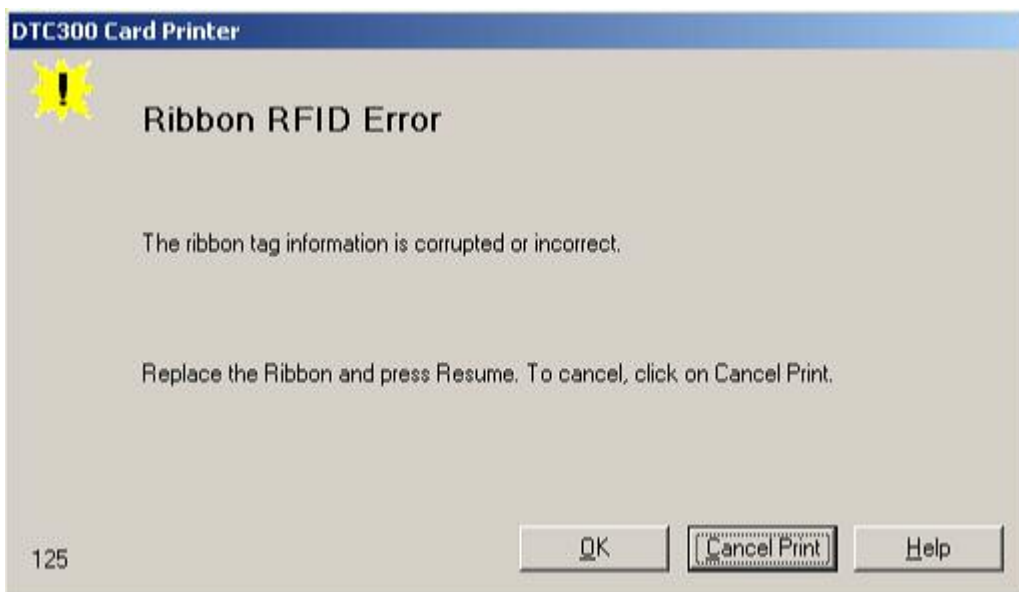 DTC300 Card Printer
Ribbon RFID Error
The ribbon tag information is corrupted or incorrect.
Replace the Ribbon and press Resume. To cancel, click on Cancel Print.
125
OK
Cancel Print
Help